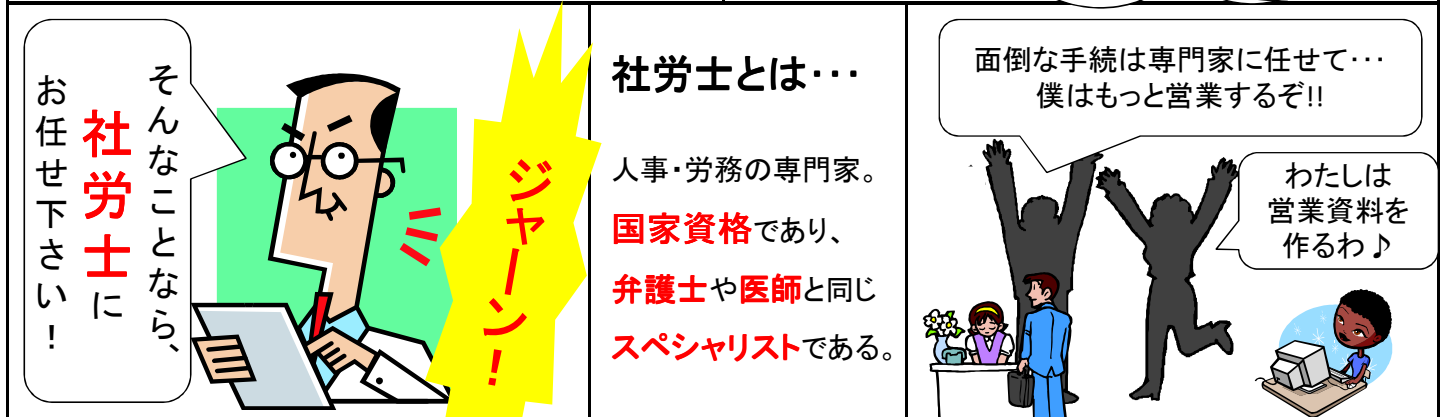 そんなことなら、
社労士に
お任せ下さい！
ジャーン！
社労士とは･･･
人事・労務の専門家。
国家資格であり、
弁護士や医師と同じ
スペシャリストである。
面倒な手続は専門家に任せて･･･
僕はもっと営業するぞ!!
わたしは
営業資料を
作るわ♪